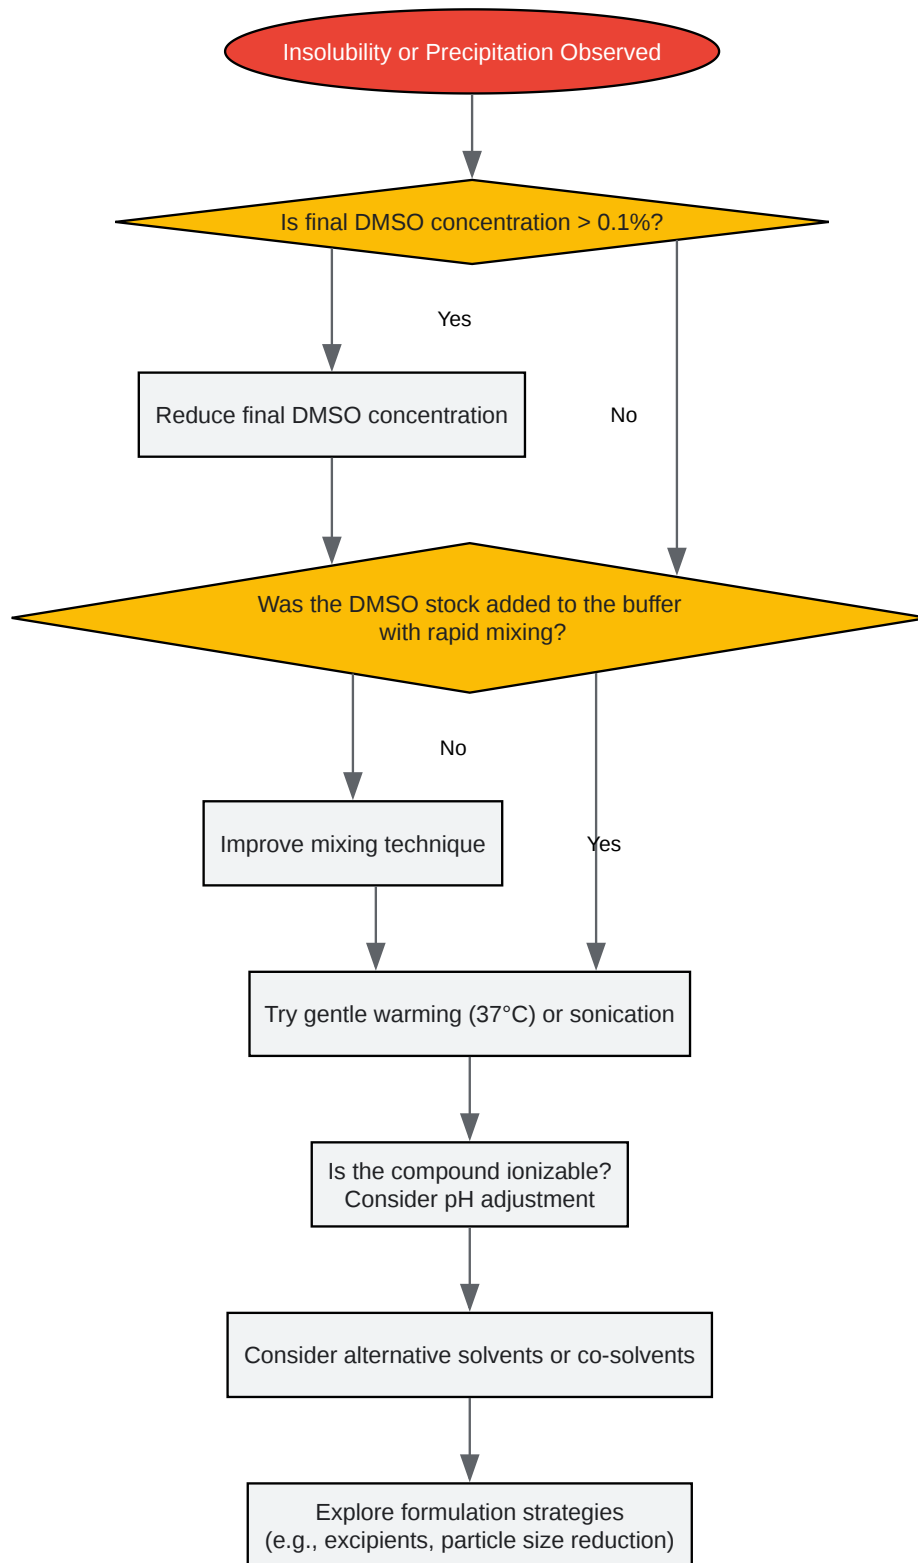 Insolubility or Precipitation Observed
Is final DMSO concentration > 0.1%?
Yes
Reduce final DMSO concentration
No
Was the DMSO stock added to the buffer
with rapid mixing?
No
Improve mixing technique
Yes
Try gentle warming (37°C) or sonication
Is the compound ionizable?
Consider pH adjustment
Consider alternative solvents or co-solvents
Explore formulation strategies
(e.g., excipients, particle size reduction)